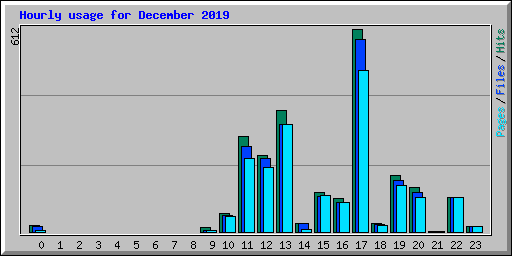 Hourly usage for December 2019
612
Pages/Files/Hits
0 1 2 3 4 5 6 7 8 9 10 11 12 13 14 15 16 17 18 19 20 21 22 23